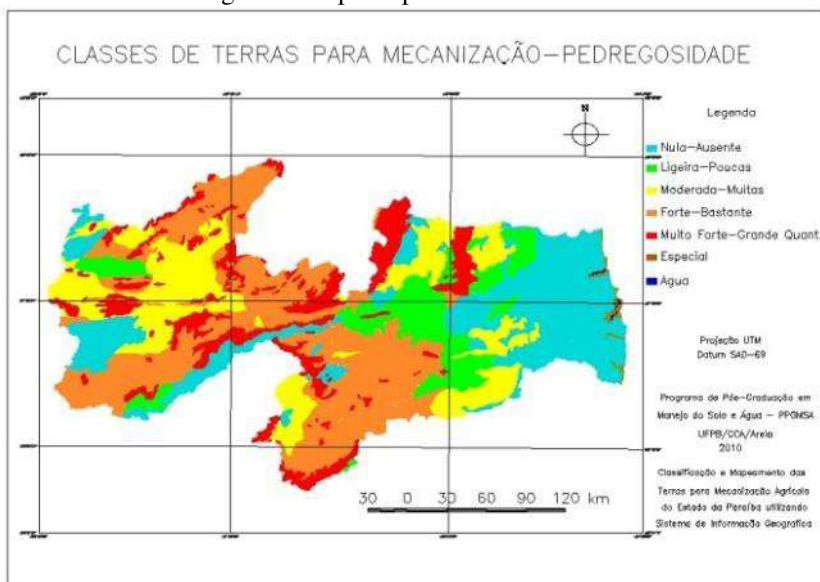 CLASSES DE TERRAS PARA MECANIZAÇÃO-PEDREGOSIDADE
N
Legenda
Nula-Ausente
Ligeira-Poucas
Moderada-Muitas
Forte-Bastante
Muito Forte-Grande Quant.
Especial
Água
Projeção UTM
Datum SAD-69
Programa de Pós-Graduação em
Manejo do Solo e Água - PPGMSA
UFPB/CCA/Areia
2010
Classificação e Mapeamento das
Terras para Mecanização Agrícola
do Estado da Paraíba utilizando
Sistema de Informação Geográfica
30 0 30 60 90 120 km